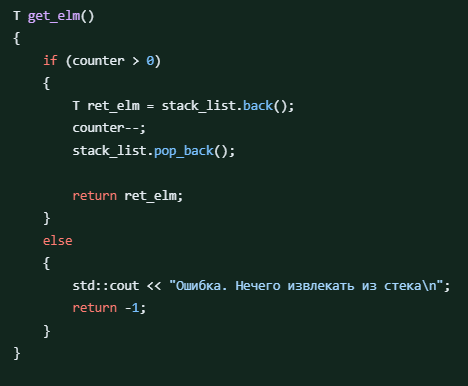 T get_elm()
{
    if (counter > 0)
    {
        T ret_elm = stack_list.back();
        counter--;
        stack_list.pop_back();

        return ret_elm;
    }
    else
    {
        std::cout << "Ошибка. Нечего извлекать из стека\n";
        return -1;
    }
}